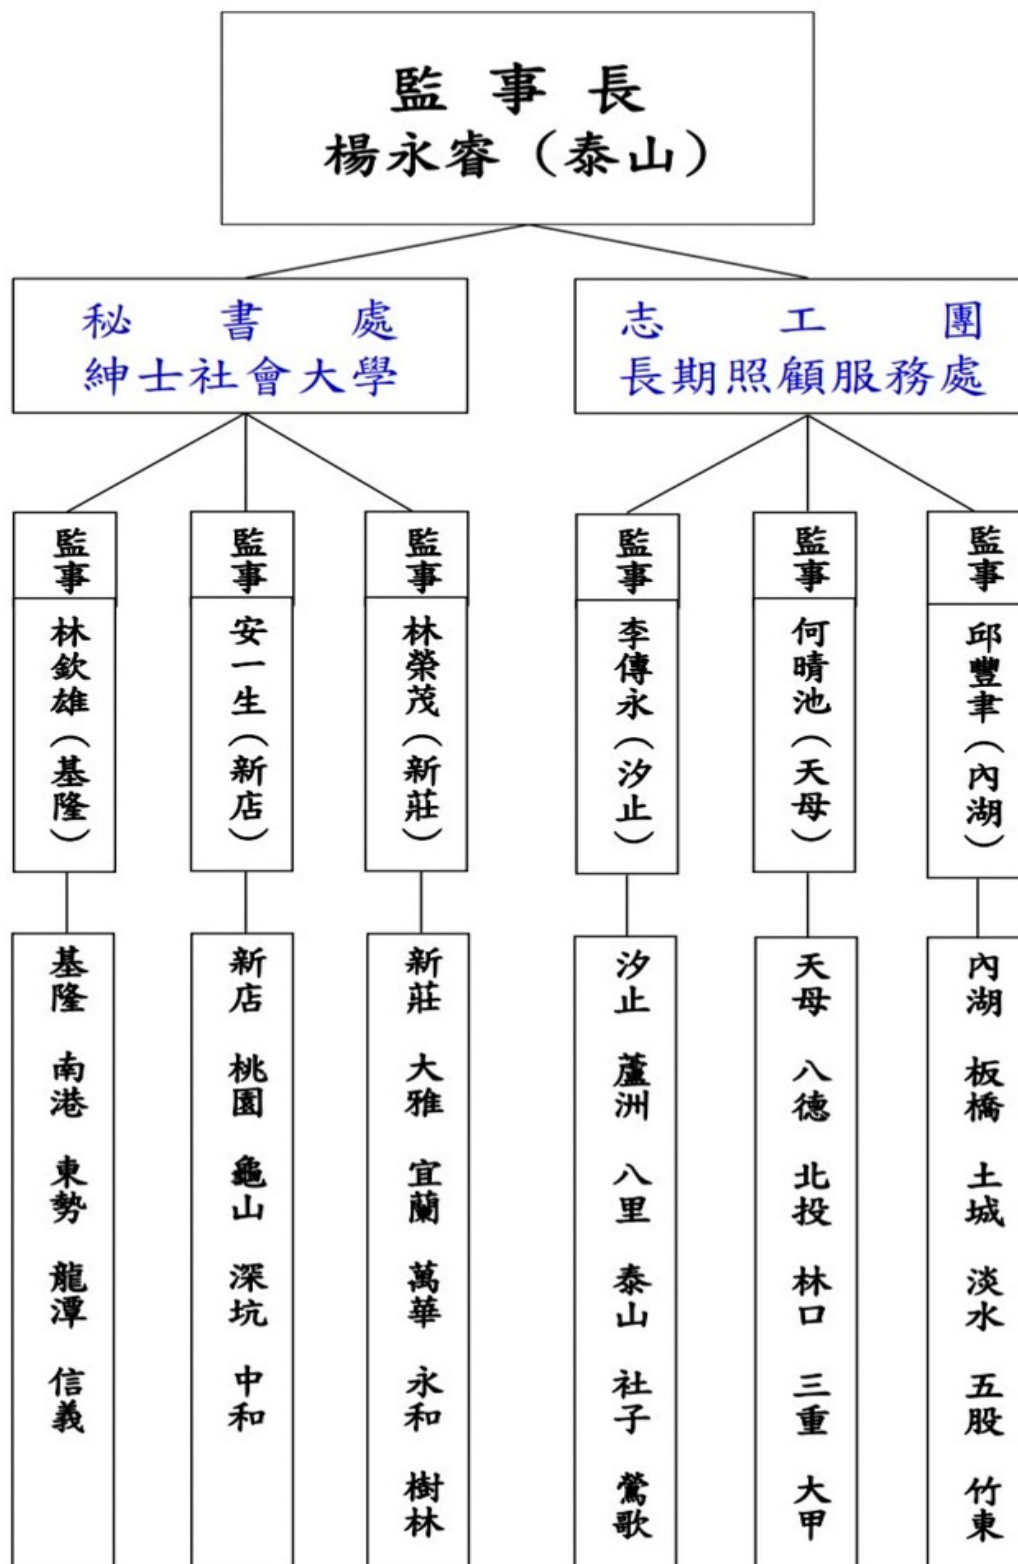 監事長
楊永睿（泰山）
秘書處
紳士社會大學
志工團
長期照顧服務處
監事
林欽雄（基隆）
監事
安一生（新店）
監事
林榮茂（新莊）
監事
李傳永（汐止）
監事
何晴池（天母）
監事
邱豐聿（內湖）
基隆 南港 東勢 龍潭 信義
新店 桃園 龜山 深坑 中和
新莊 大雅 宜蘭 萬華 永和 樹林
汐止 蘆洲 八里 泰山 社子 鶯歌
天母 八德 北投 林口 三重 大甲
內湖 板橋 土城 淡水 五股 竹東